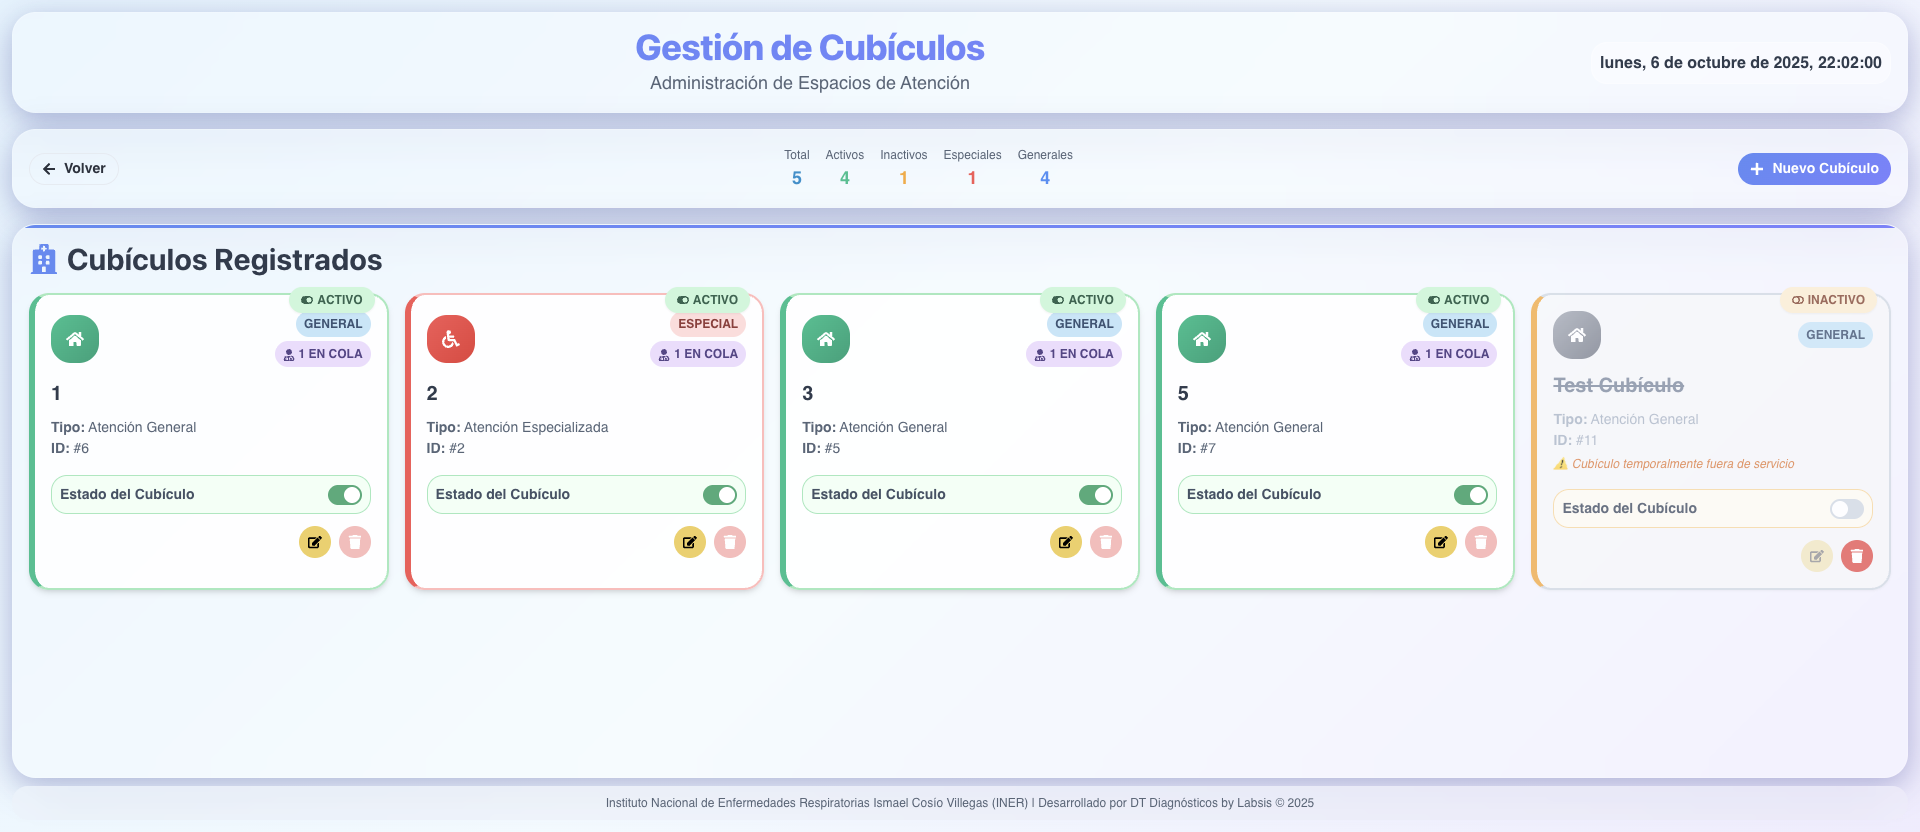 Gestión de Cubículos
Administración de Espacios de Atención
lunes, 6 de octubre de 2025, 22:02:00
Volver
Total
5
Activos
4
Inactivos
1
Especiales
1
Generales
4
Nuevo Cubículo
Cubículos Registrados
ACTIVO
GENERAL
1 EN COLA
1
Tipo: Atención General
ID: #6
Estado del Cubículo
ACTIVO
ESPECIAL
1 EN COLA
2
Tipo: Atención Especializada
ID: #2
Estado del Cubículo
ACTIVO
GENERAL
1 EN COLA
3
Tipo: Atención General
ID: #5
Estado del Cubículo
ACTIVO
GENERAL
1 EN COLA
5
Tipo: Atención General
ID: #7
Estado del Cubículo
INACTIVO
GENERAL
Test Cubículo
Tipo: Atención General
ID: #11
Cubículo temporalmente fuera de servicio
Estado del Cubículo
Instituto Nacional de Enfermedades Respiratorias Ismael Cosío Villegas (INER) | Desarrollado por DT Diagnósticos by Labsis © 2025